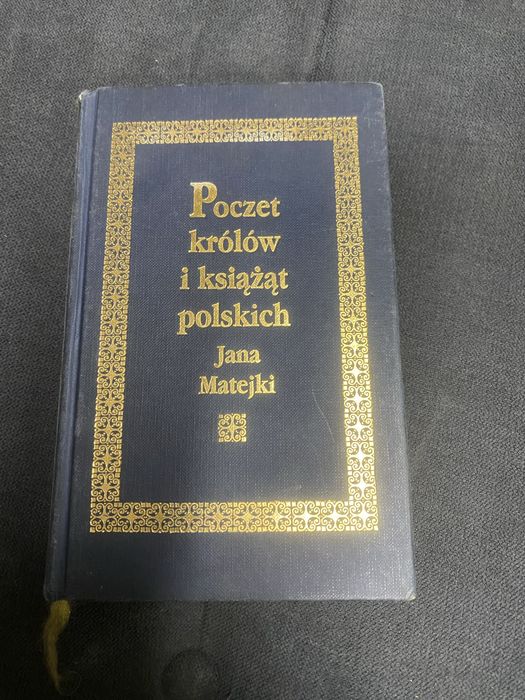 Poczet
królów
i książąt
polskich
Jana
Matejki